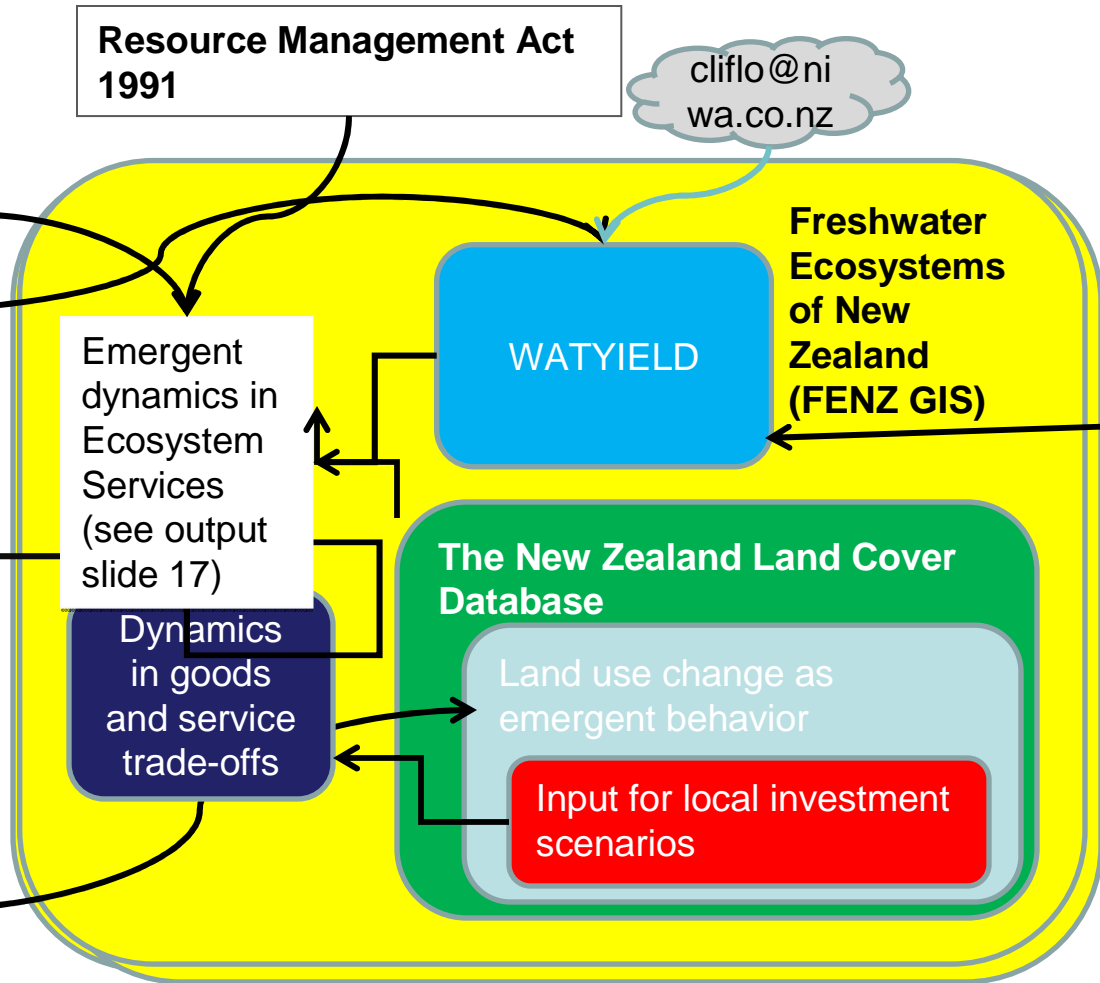 Resource Management Act
1991
cliflo@ni
wa.co.nz
Freshwater
Ecosystems
of New
Zealand
(FENZ GIS)
WATYIELD
Emergent
dynamics in
Ecosystem
Services
(see output
slide 17)
The New Zealand Land Cover
Database
Dynamics
in goods
and service
trade-offs
Land use change as
emergent behavior
Input for local investment
scenarios